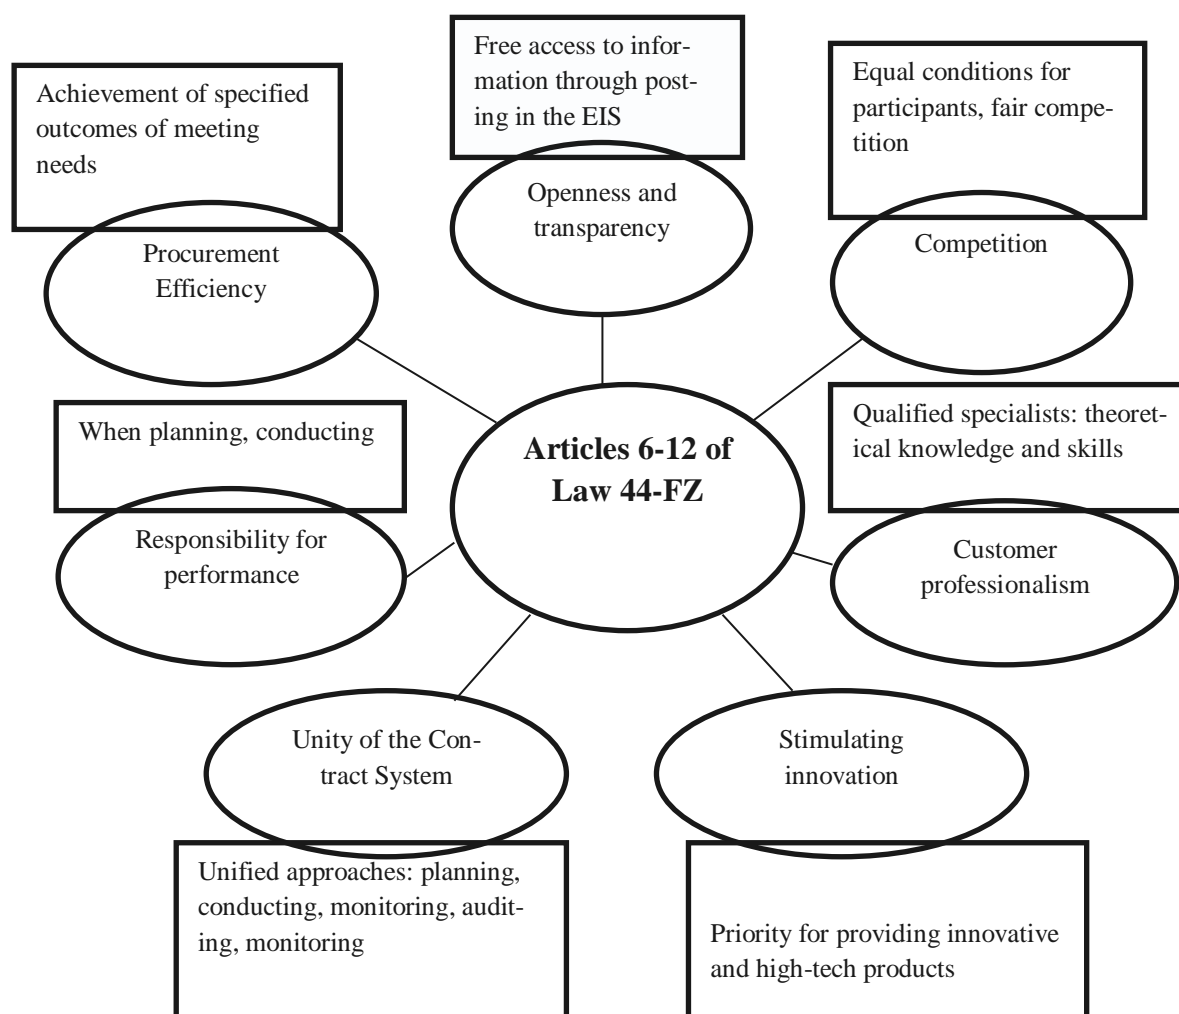 Free access to infor-
mation through post-
ing in the EIS
Openness and
transparency
Equal conditions for
participants, fair compe-
tition
Competition
Achievement of specified
outcomes of meeting
needs
Procurement
Efficiency
Articles 6-12 of
Law 44-FZ
When planning, conducting
Responsibility for
performance
Qualified specialists: theoret-
ical knowledge and skills
Customer
professionalism
Unity of the Con-
tract System
Unified approaches: planning,
conducting, monitoring, audit-
ing, monitoring
Stimulating
innovation
Priority for providing innovative
and high-tech products